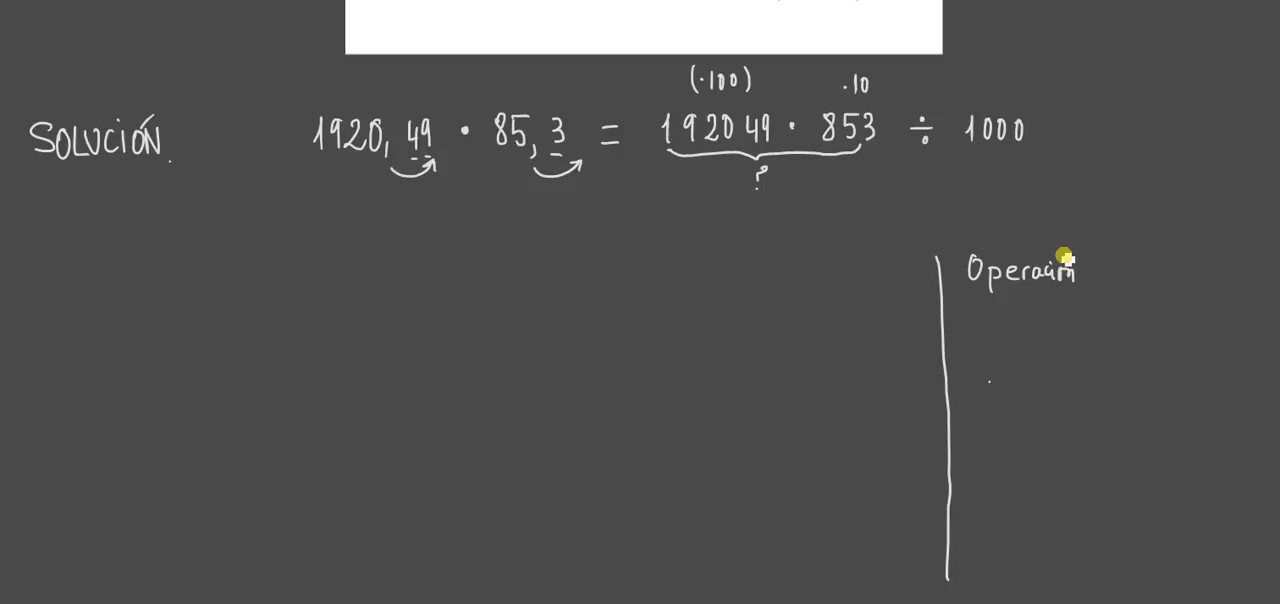 (·100) ·10
SOLUCIÓN. 1920,49 · 85,3 = 192049 · 853 ÷ 1000
?
Operación